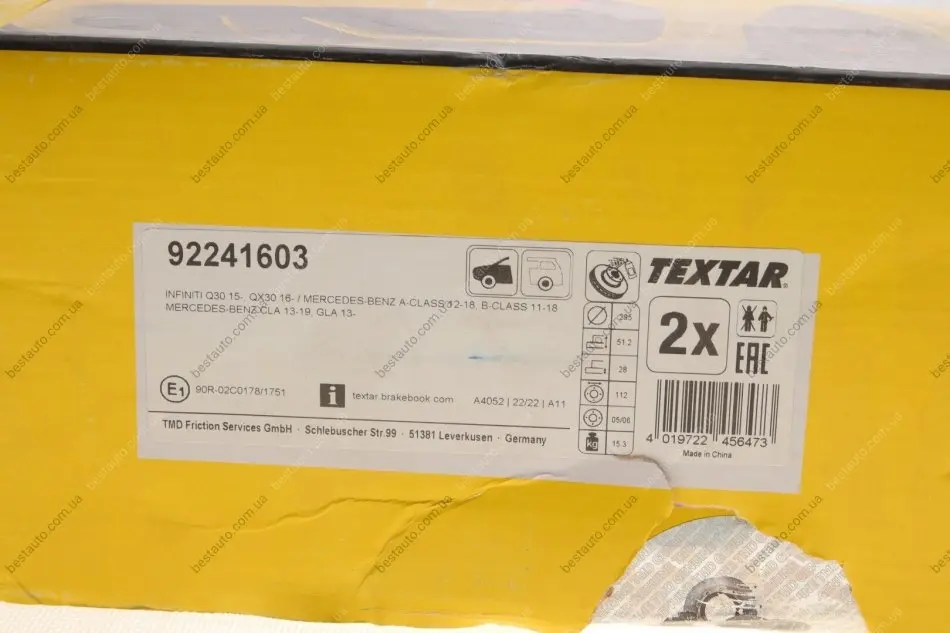 92241603
INFINITI Q30 15-, QX30 16- / MERCEDES-BENZ A-CLASS 12-18, B-CLASS 11-18
MERCEDES-BENZ CLA 13-19, GLA 13-
E1 90R-02C0178/1751
i textar.brakebook.com
A4052 | 22/22 | A11
TMD Friction Services GmbH · Schlebuscher Str.99 · 51381 Leverkusen · Germany
295
51.2
28
112
05/06
kg 15.3
TEXTAR
2x
EAC
4 019722 456473
Made in China
bestauto.com.ua